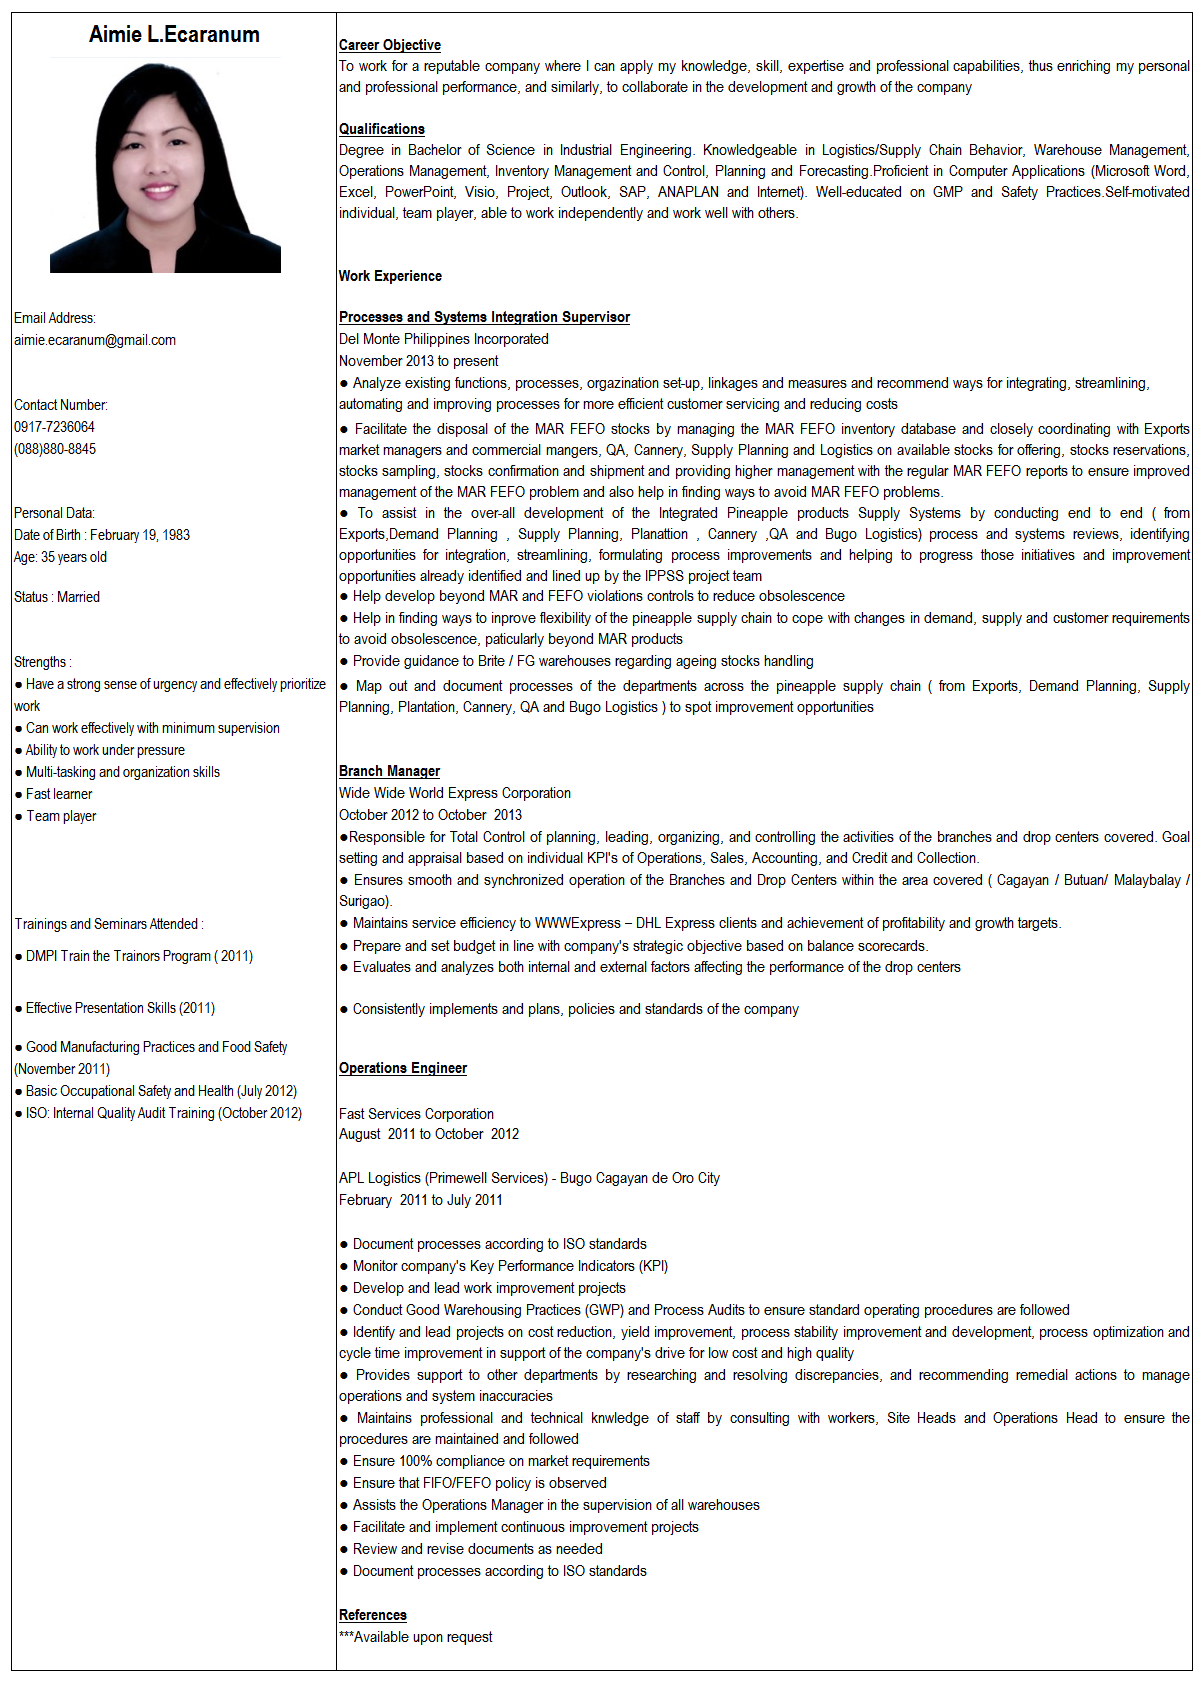 Aimie L.Ecaranum
Email Address:
aimie.ecaranum@gmail.com
Contact Number:
0917-7236064
(088)880-8845
Personal Data:
Date of Birth : February 19, 1983
Age: 35 years old
Status : Married
Strengths :
● Have a strong sense of urgency and effectively prioritize
work
● Can work effectively with minimum supervision
● Ability to work under pressure
● Multi-tasking and organization skills
● Fast learner
● Team player
Trainings and Seminars Attended :
● DMPI Train the Trainors Program ( 2011)
● Effective Presentation Skills (2011)
● Good Manufacturing Practices and Food Safety
(November 2011)
● Basic Occupational Safety and Health (July 2012)
● ISO: Internal Quality Audit Training (October 2012)
Career Objective
To work for a reputable company where I can apply my knowledge, skill, expertise and professional capabilities, thus enriching my personal
and professional performance, and similarly, to collaborate in the development and growth of the company
Qualifications
Degree in Bachelor of Science in Industrial Engineering. Knowledgeable in Logistics/Supply Chain Behavior, Warehouse Management,
Operations Management, Inventory Management and Control, Planning and Forecasting.Proficient in Computer Applications (Microsoft Word,
Excel, PowerPoint, Visio, Project, Outlook, SAP, ANAPLAN and Internet). Well-educated on GMP and Safety Practices.Self-motivated
individual, team player, able to work independently and work well with others.
Work Experience
Processes and Systems Integration Supervisor
Del Monte Philippines Incorporated
November 2013 to present
● Analyze existing functions, processes, orgazination set-up, linkages and measures and recommend ways for integrating, streamlining,
automating and improving processes for more efficient customer servicing and reducing costs
● Facilitate the disposal of the MAR FEFO stocks by managing the MAR FEFO inventory database and closely coordinating with Exports
market managers and commercial mangers, QA, Cannery, Supply Planning and Logistics on available stocks for offering, stocks reservations,
stocks sampling, stocks confirmation and shipment and providing higher management with the regular MAR FEFO reports to ensure improved
management of the MAR FEFO problem and also help in finding ways to avoid MAR FEFO problems.
● To assist in the over-all development of the Integrated Pineapple products Supply Systems by conducting end to end ( from
Exports,Demand Planning , Supply Planning, Planattion , Cannery ,QA and Bugo Logistics) process and systems reviews, identifying
opportunities for integration, streamlining, formulating process improvements and helping to progress those initiatives and improvement
opportunities already identified and lined up by the IPPSS project team
● Help develop beyond MAR and FEFO violations controls to reduce obsolescence
● Help in finding ways to inprove flexibility of the pineapple supply chain to cope with changes in demand, supply and customer requirements
to avoid obsolescence, paticularly beyond MAR products
● Provide guidance to Brite / FG warehouses regarding ageing stocks handling
● Map out and document processes of the departments across the pineapple supply chain ( from Exports, Demand Planning, Supply
Planning, Plantation, Cannery, QA and Bugo Logistics ) to spot improvement opportunities
Branch Manager
Wide Wide World Express Corporation
October 2012 to October  2013
●Responsible for Total Control of planning, leading, organizing, and controlling the activities of the branches and drop centers covered. Goal
setting and appraisal based on individual KPI's of Operations, Sales, Accounting, and Credit and Collection.
● Ensures smooth and synchronized operation of the Branches and Drop Centers within the area covered ( Cagayan / Butuan/ Malaybalay /
Surigao).
● Maintains service efficiency to WWWExpress – DHL Express clients and achievement of profitability and growth targets.
● Prepare and set budget in line with company's strategic objective based on balance scorecards.
● Evaluates and analyzes both internal and external factors affecting the performance of the drop centers
● Consistently implements and plans, policies and standards of the company
Operations Engineer
Fast Services Corporation
August  2011 to October  2012
APL Logistics (Primewell Services) - Bugo Cagayan de Oro City
February  2011 to July 2011
● Document processes according to ISO standards
● Monitor company's Key Performance Indicators (KPI)
● Develop and lead work improvement projects
● Conduct Good Warehousing Practices (GWP) and Process Audits to ensure standard operating procedures are followed
● Identify and lead projects on cost reduction, yield improvement, process stability improvement and development, process optimization and
cycle time improvement in support of the company's drive for low cost and high quality
● Provides support to other departments by researching and resolving discrepancies, and recommending remedial actions to manage
operations and system inaccuracies
● Maintains professional and technical knwledge of staff by consulting with workers, Site Heads and Operations Head to ensure the
procedures are maintained and followed
● Ensure 100% compliance on market requirements
● Ensure that FIFO/FEFO policy is observed
● Assists the Operations Manager in the supervision of all warehouses
● Facilitate and implement continuous improvement projects
● Review and revise documents as needed
● Document processes according to ISO standards
References
***Available upon request